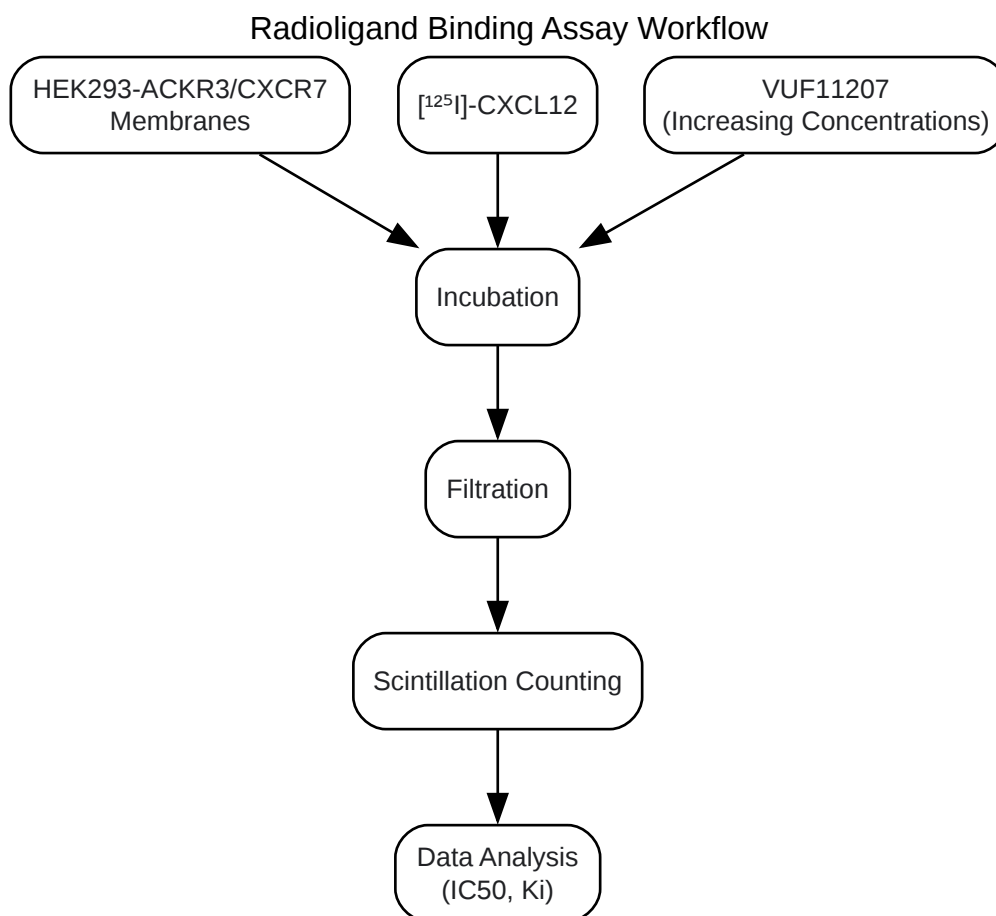 Radioligand Binding Assay Workflow
HEK293-ACKR3/CXCR7
Membranes
[¹²⁵I]-CXCL12
VUF11207
(Increasing Concentrations)
Incubation
Filtration
Scintillation Counting
Data Analysis
(IC50, Ki)